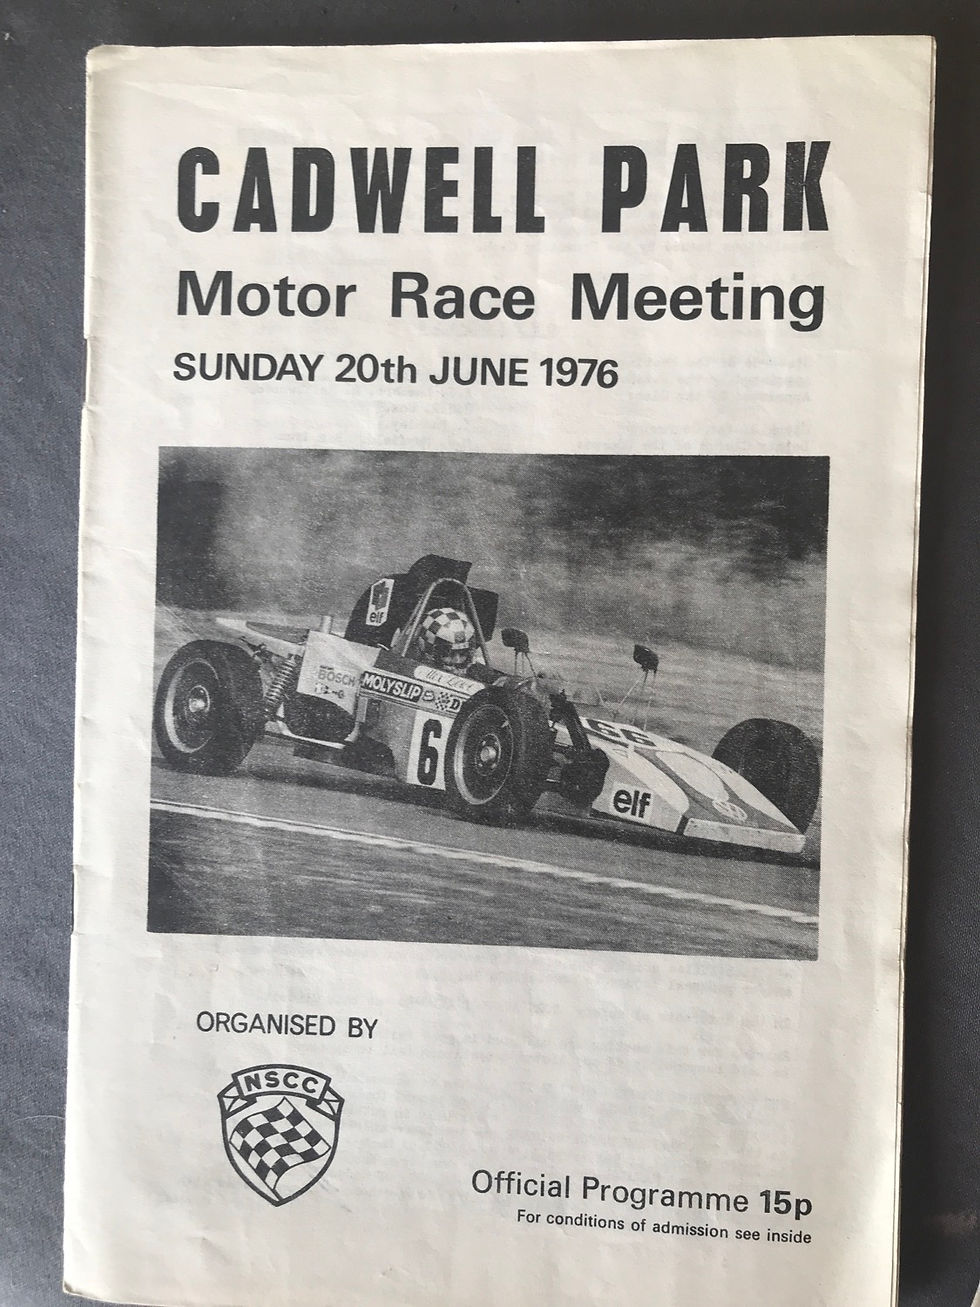 CADWELL PARK
Motor Race Meeting
SUNDAY 20th JUNE 1976
elf
BOSCH
MOLYSLIP
6
elf
ORGANISED BY
NSCC
Official Programme 15p
For conditions of admission see inside